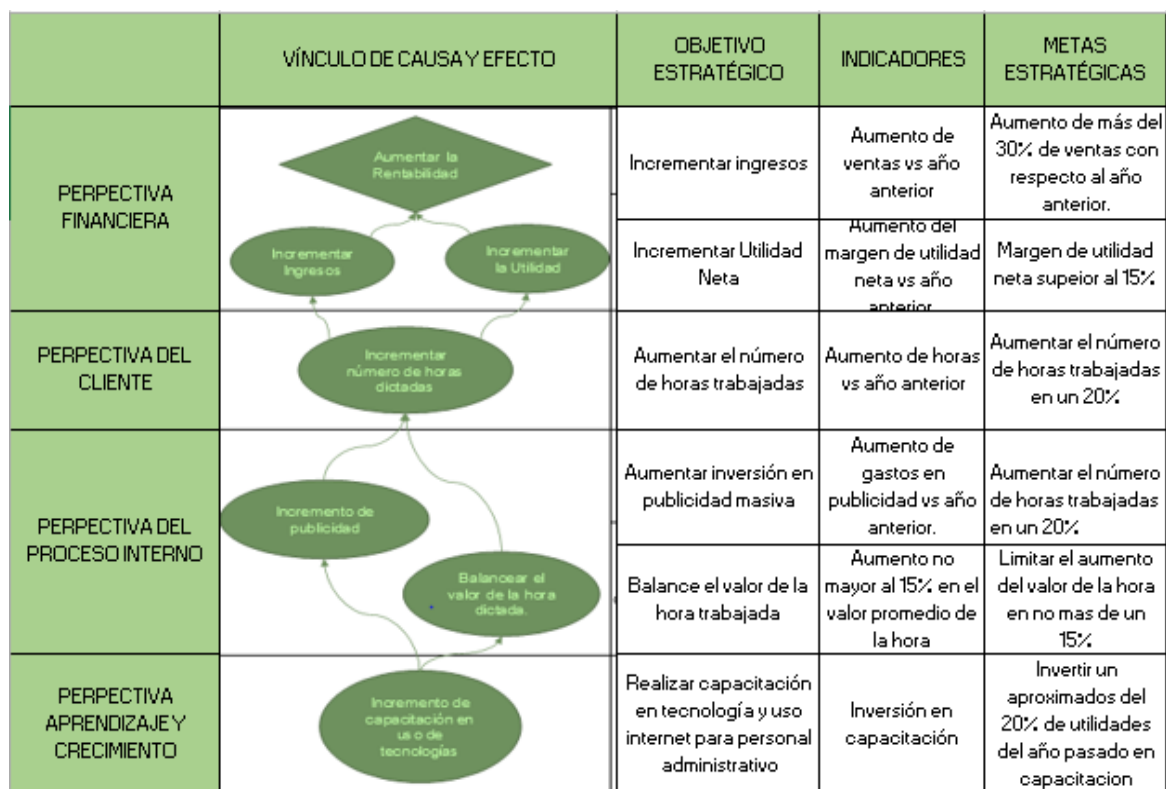 VÍNCULO DE CAUSA Y EFECTO
OBJETIVO
ESTRATÉGICO
INDICADORES
METAS
ESTRATÉGICAS
PERPECTIVA
FINANCIERA
Aumentar la
Rentabilidad
Incrementar
Ingresos
Incrementar
la Utilidad
Incrementar ingresos
Aumento de
ventas vs año
anterior
Aumento de más del
30% de ventas con
respecto al año
anterior.
Incrementar Utilidad
Neta
Aumento del
margen de utilidad
neta vs año
anterior
Margen de utilidad
neta supeior al 15%
PERPECTIVA DEL
CLIENTE
Incrementar
número de horas
dictadas
Aumentar el número
de horas trabajadas
Aumento de horas
vs año anterior
Aumentar el número
de horas trabajadas
en un 20%
PERPECTIVA DEL
PROCESO INTERNO
Incremento de
publicidad
Balancear el
valor de la hora
dictada.
Aumentar inversión en
publicidad masiva
Aumento de
gastos en
publicidad vs año
anterior.
Aumentar el número
de horas trabajadas
en un 20%
Balance el valor de la
hora trabajada
Aumento no
mayor al 15% en el
valor promedio de
la hora
Limitar el aumento
del valor de la hora
en no mas de un
15%
PERPECTIVA
APRENDIZAJE Y
CRECIMIENTO
Incremento de
capacitación en
uso de
tecnologías
Realizar capacitación
en tecnología y uso
internet para personal
administrativo
Inversión en
capacitación
Invertir un
aproximados del
20% de utilidades
del año pasado en
capacitacion